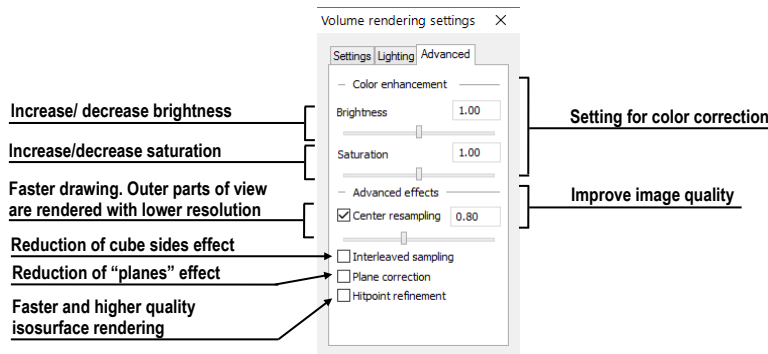 Volume rendering settings ×
Settings Lighting Advanced
Color enhancement
Increase/ decrease brightness
Brightness 1.00
Setting for color correction
Increase/decrease saturation
Saturation 1.00
Faster drawing. Outer parts of view
are rendered with lower resolution
Advanced effects
Improve image quality
Center resampling 0.80
Reduction of cube sides effect
Interleaved sampling
Reduction of “planes” effect
Plane correction
Faster and higher quality
isosurface rendering
Hitpoint refinement